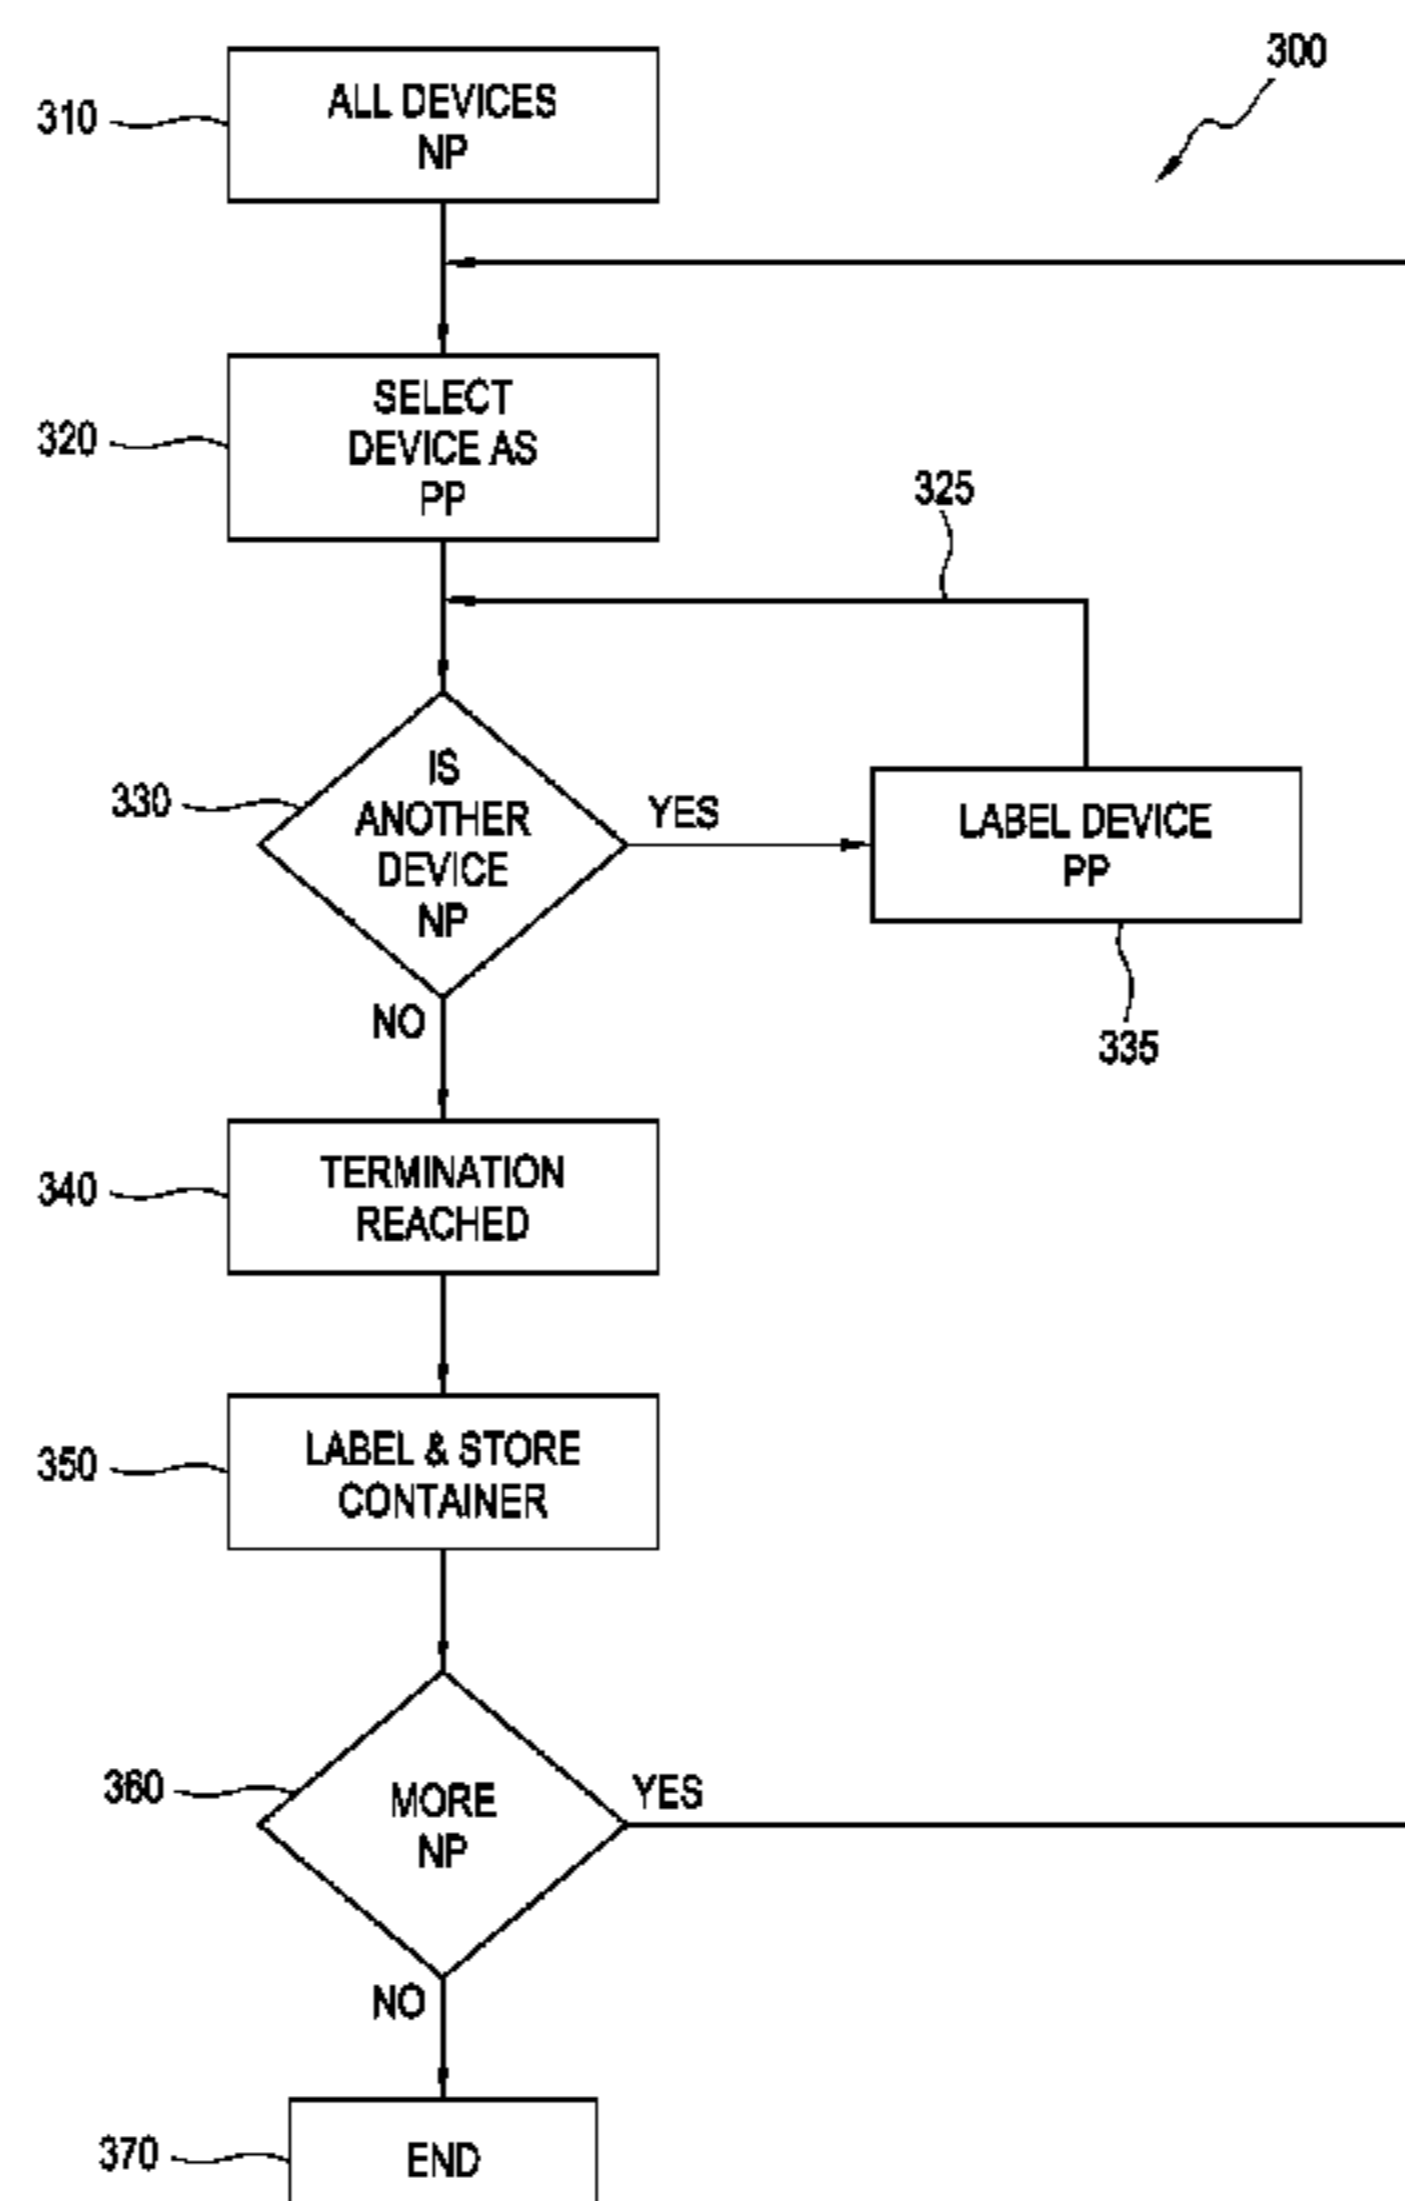 300
310
ALL DEVICES
NP
320
SELECT
DEVICE AS
PP
325
330
IS
ANOTHER
DEVICE
NP
YES
LABEL DEVICE
PP
335
NO
340
TERMINATION
REACHED
350
LABEL & STORE
CONTAINER
360
MORE
NP
YES
NO
370
END